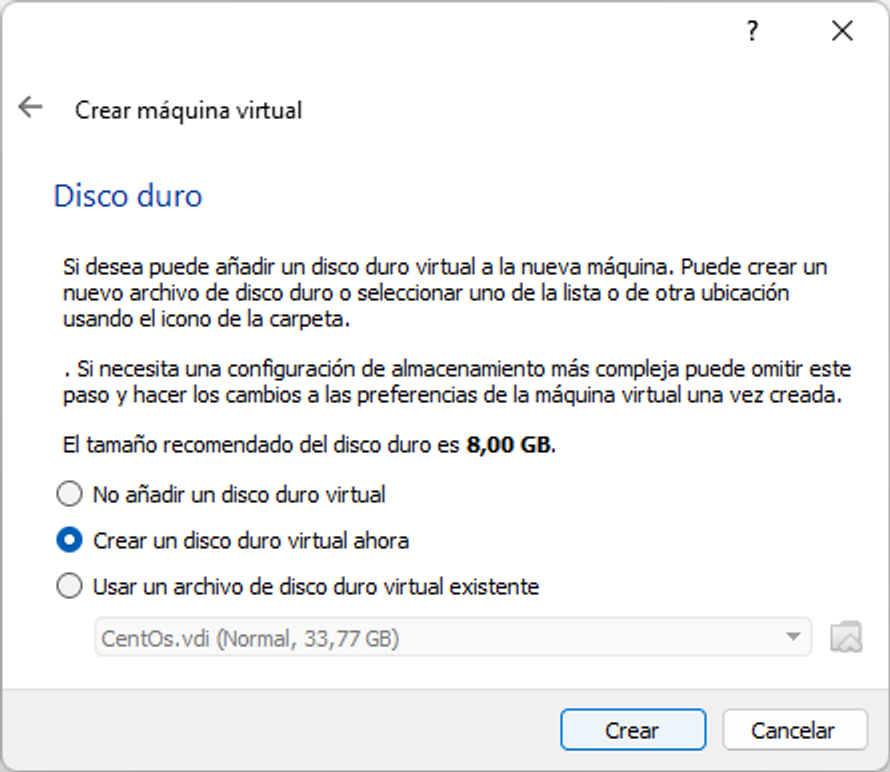 ?
Crear máquina virtual
Disco duro
Si desea puede añadir un disco duro virtual a la nueva máquina. Puede crear un
nuevo archivo de disco duro o seleccionar uno de la lista o de otra ubicación
usando el icono de la carpeta.
. Si necesita una configuración de almacenamiento más compleja puede omitir este
paso y hacer los cambios a las preferencias de la máquina virtual una vez creada.
El tamaño recomendado del disco duro es 8,00 GB.
No añadir un disco duro virtual
Crear un disco duro virtual ahora
Usar un archivo de disco duro virtual existente
CentOs.vdi (Normal, 33,77 GB)
Crear
Cancelar